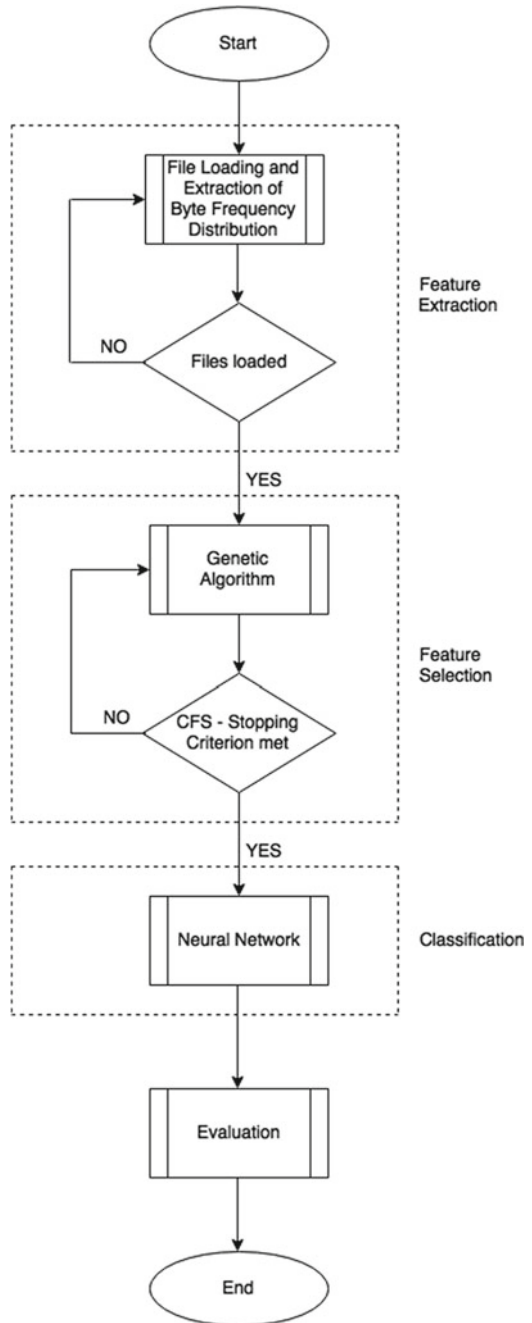 Start
File Loading and
Extraction of
Byte Frequency
Distribution
Feature
Extraction
NO
Files loaded
YES
Genetic
Algorithm
Feature
Selection
NO
CFS - Stopping
Criterion met
YES
Neural Network
Classification
Evaluation
End